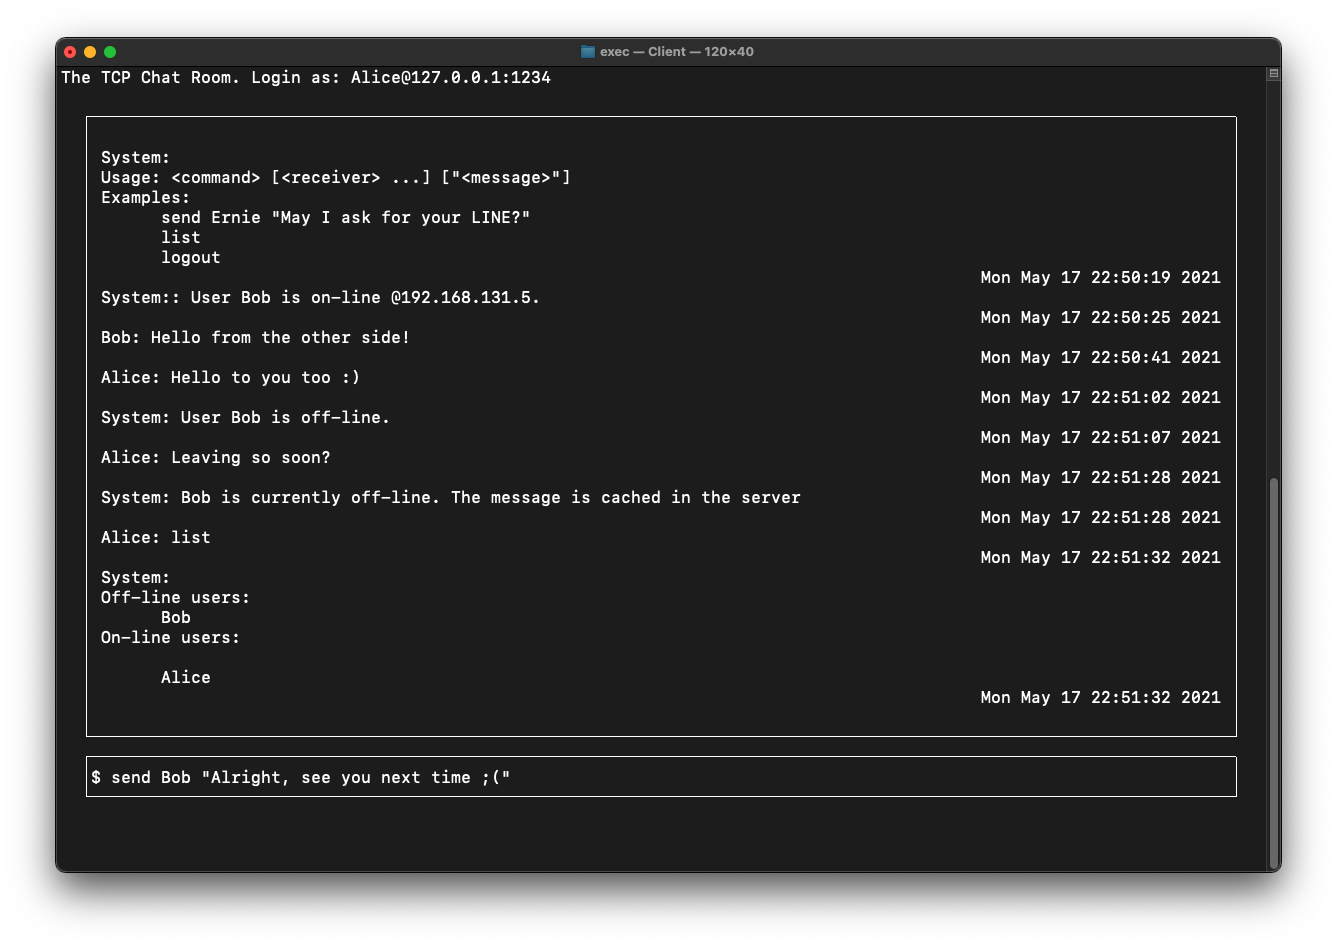 exec — Client — 120×40
The TCP Chat Room. Login as: Alice@127.0.0.1:1234
System:
Usage: <command> [<receiver> ...] ["<message>"]
Examples:
send Ernie "May I ask for your LINE?"
list
logout
Mon May 17 22:50:19 2021
System:: User Bob is on-line @192.168.131.5.
Mon May 17 22:50:25 2021
Bob: Hello from the other side!
Mon May 17 22:50:41 2021
Alice: Hello to you too :)
Mon May 17 22:51:02 2021
System: User Bob is off-line.
Mon May 17 22:51:07 2021
Alice: Leaving so soon?
Mon May 17 22:51:28 2021
System: Bob is currently off-line. The message is cached in the server
Mon May 17 22:51:28 2021
Alice: list
Mon May 17 22:51:32 2021
System:
Off-line users:
Bob
On-line users:
Alice
Mon May 17 22:51:32 2021
$ send Bob "Alright, see you next time ;("